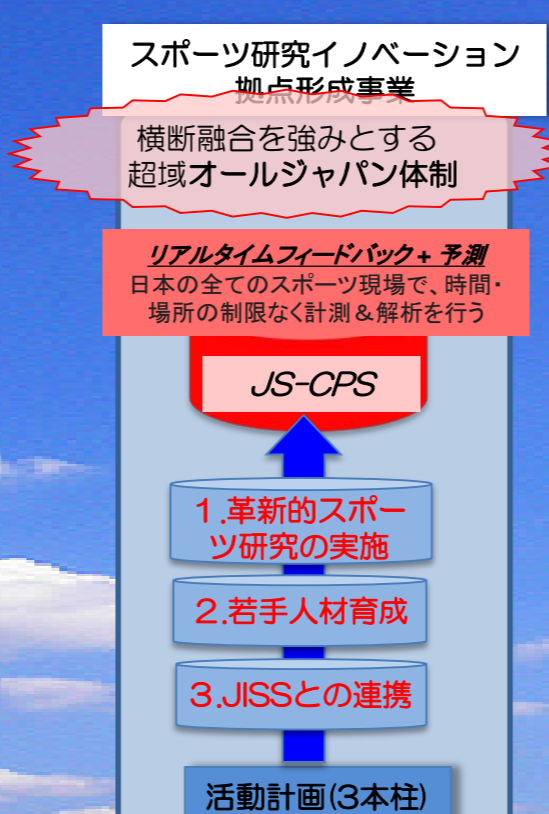 スポーツ研究イノベーション
拠点形成事業
横断融合を強みとする
超域オールジャパン体制
リアルタイムフィードバック + 予測
日本の全てのスポーツ現場で、時間・
場所の制限なく計測＆解析を行う
JS-CPS
１.革新的スポー
ツ研究の実施
２.若手人材育成
３.JISSとの連携
活動計画(3本柱)